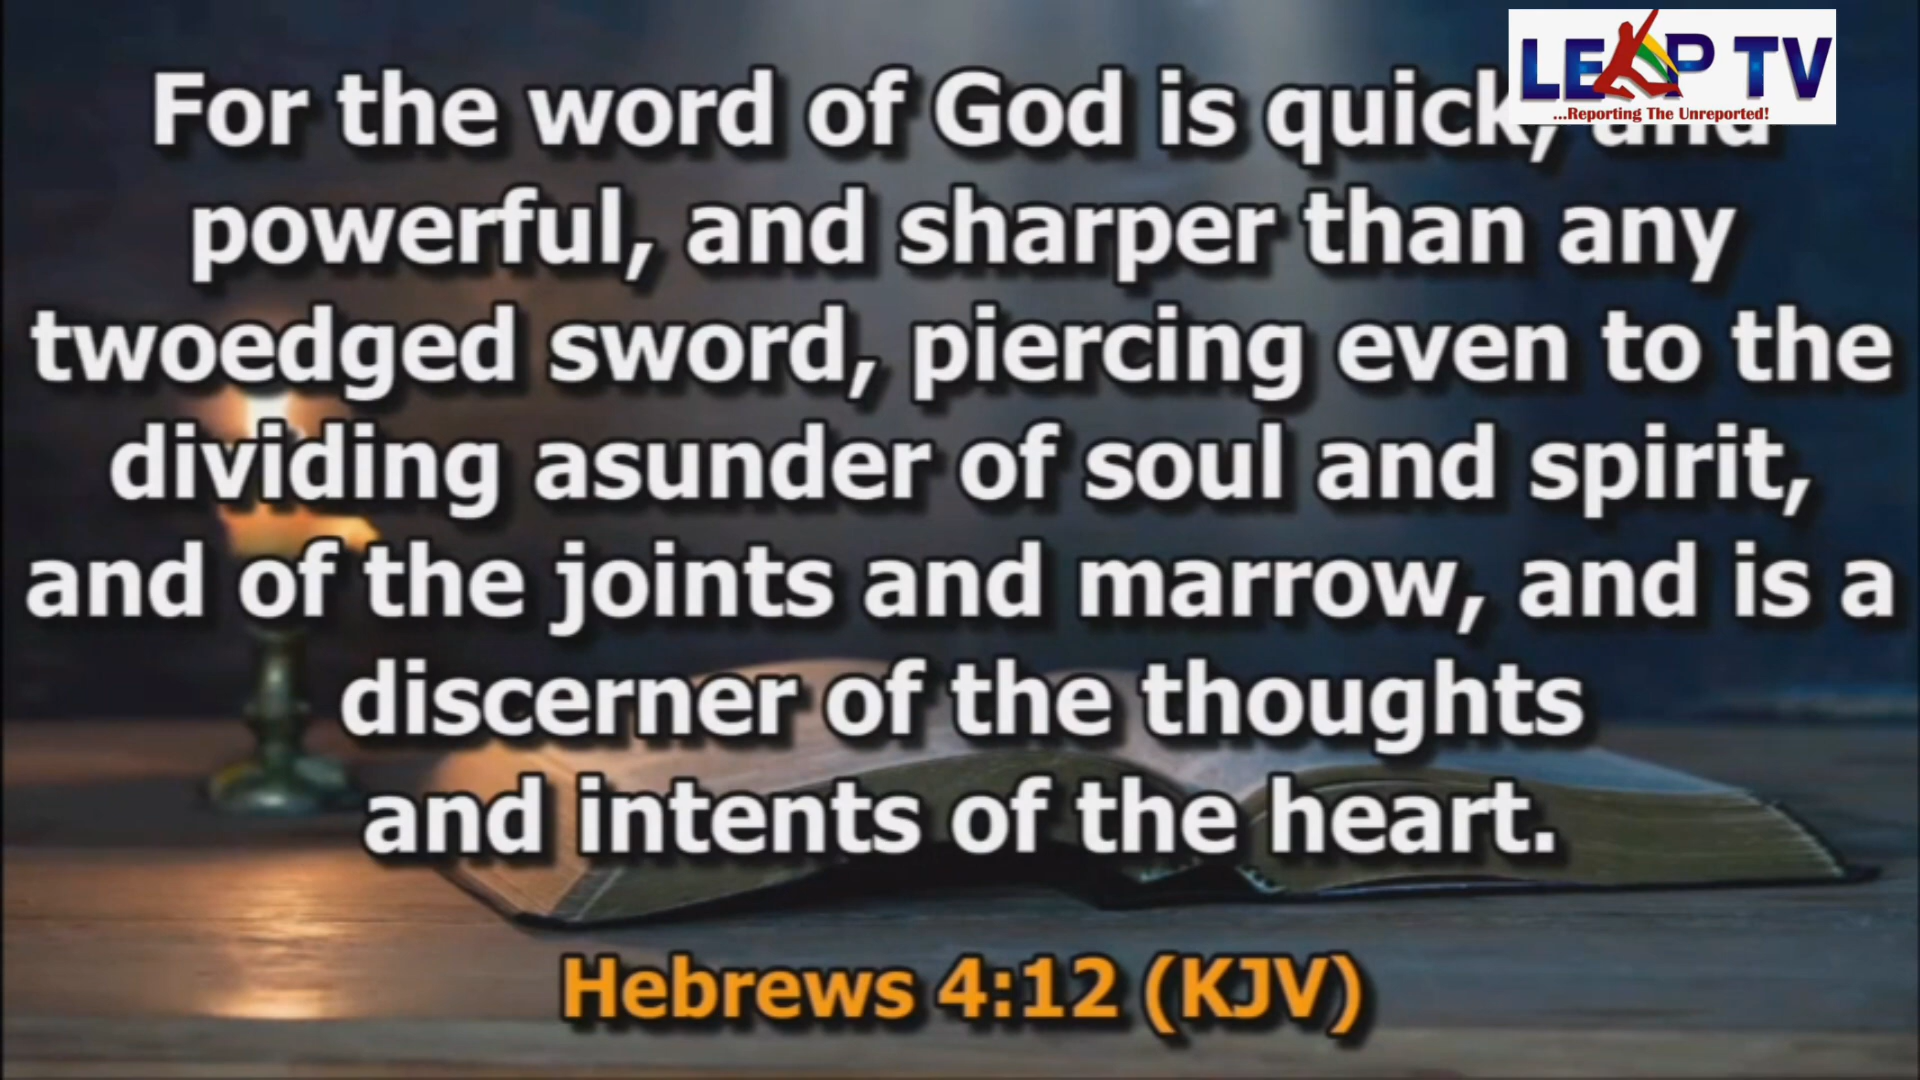 LEAP TV
...Reporting The Unreported!
For the word of God is quick, and
powerful, and sharper than any
twoedged sword, piercing even to the
dividing asunder of soul and spirit,
and of the joints and marrow, and is a
discerner of the thoughts
and intents of the heart.
Hebrews 4:12 (KJV)